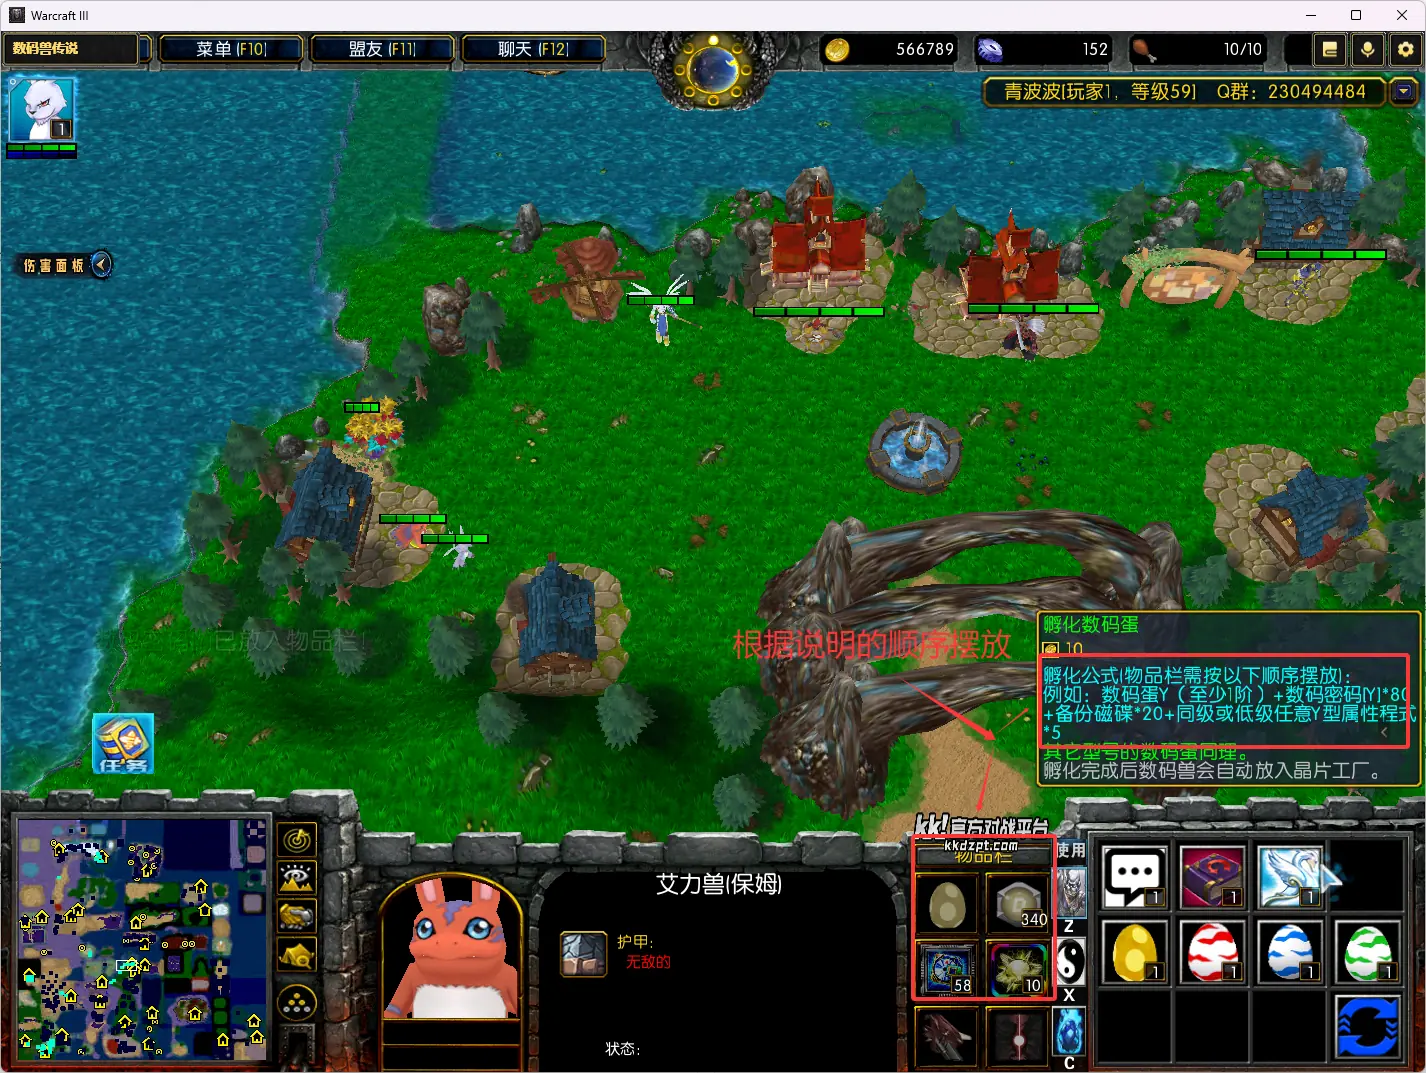 Warcraft III
数码兽传说
菜单 (F10)
盟友 (F11)
聊天 (F12)
566789
152
10/10
青波波[玩家1，等级59] Q群：230494484
1
伤害面板
已放入物品栏!
根据说明的顺序摆放
孵化数码蛋
10
孵化公式(物品栏需按以下顺序摆放)：
例如：数码蛋Y（至少1阶）+数码密码[Y]*80
+备份磁碟*20+同级或低级任意Y型属性程式
*5
其它型号的数码蛋同理。
孵化完成后数码兽会自动放入晶片工厂。
任务
kk!官方对战平台
kkdzpt.com
物品栏
使用
艾力兽(保姆)
护甲：
无敌的
状态：
340
58
10
Z
X
C
1
1
1
1
1
1
1